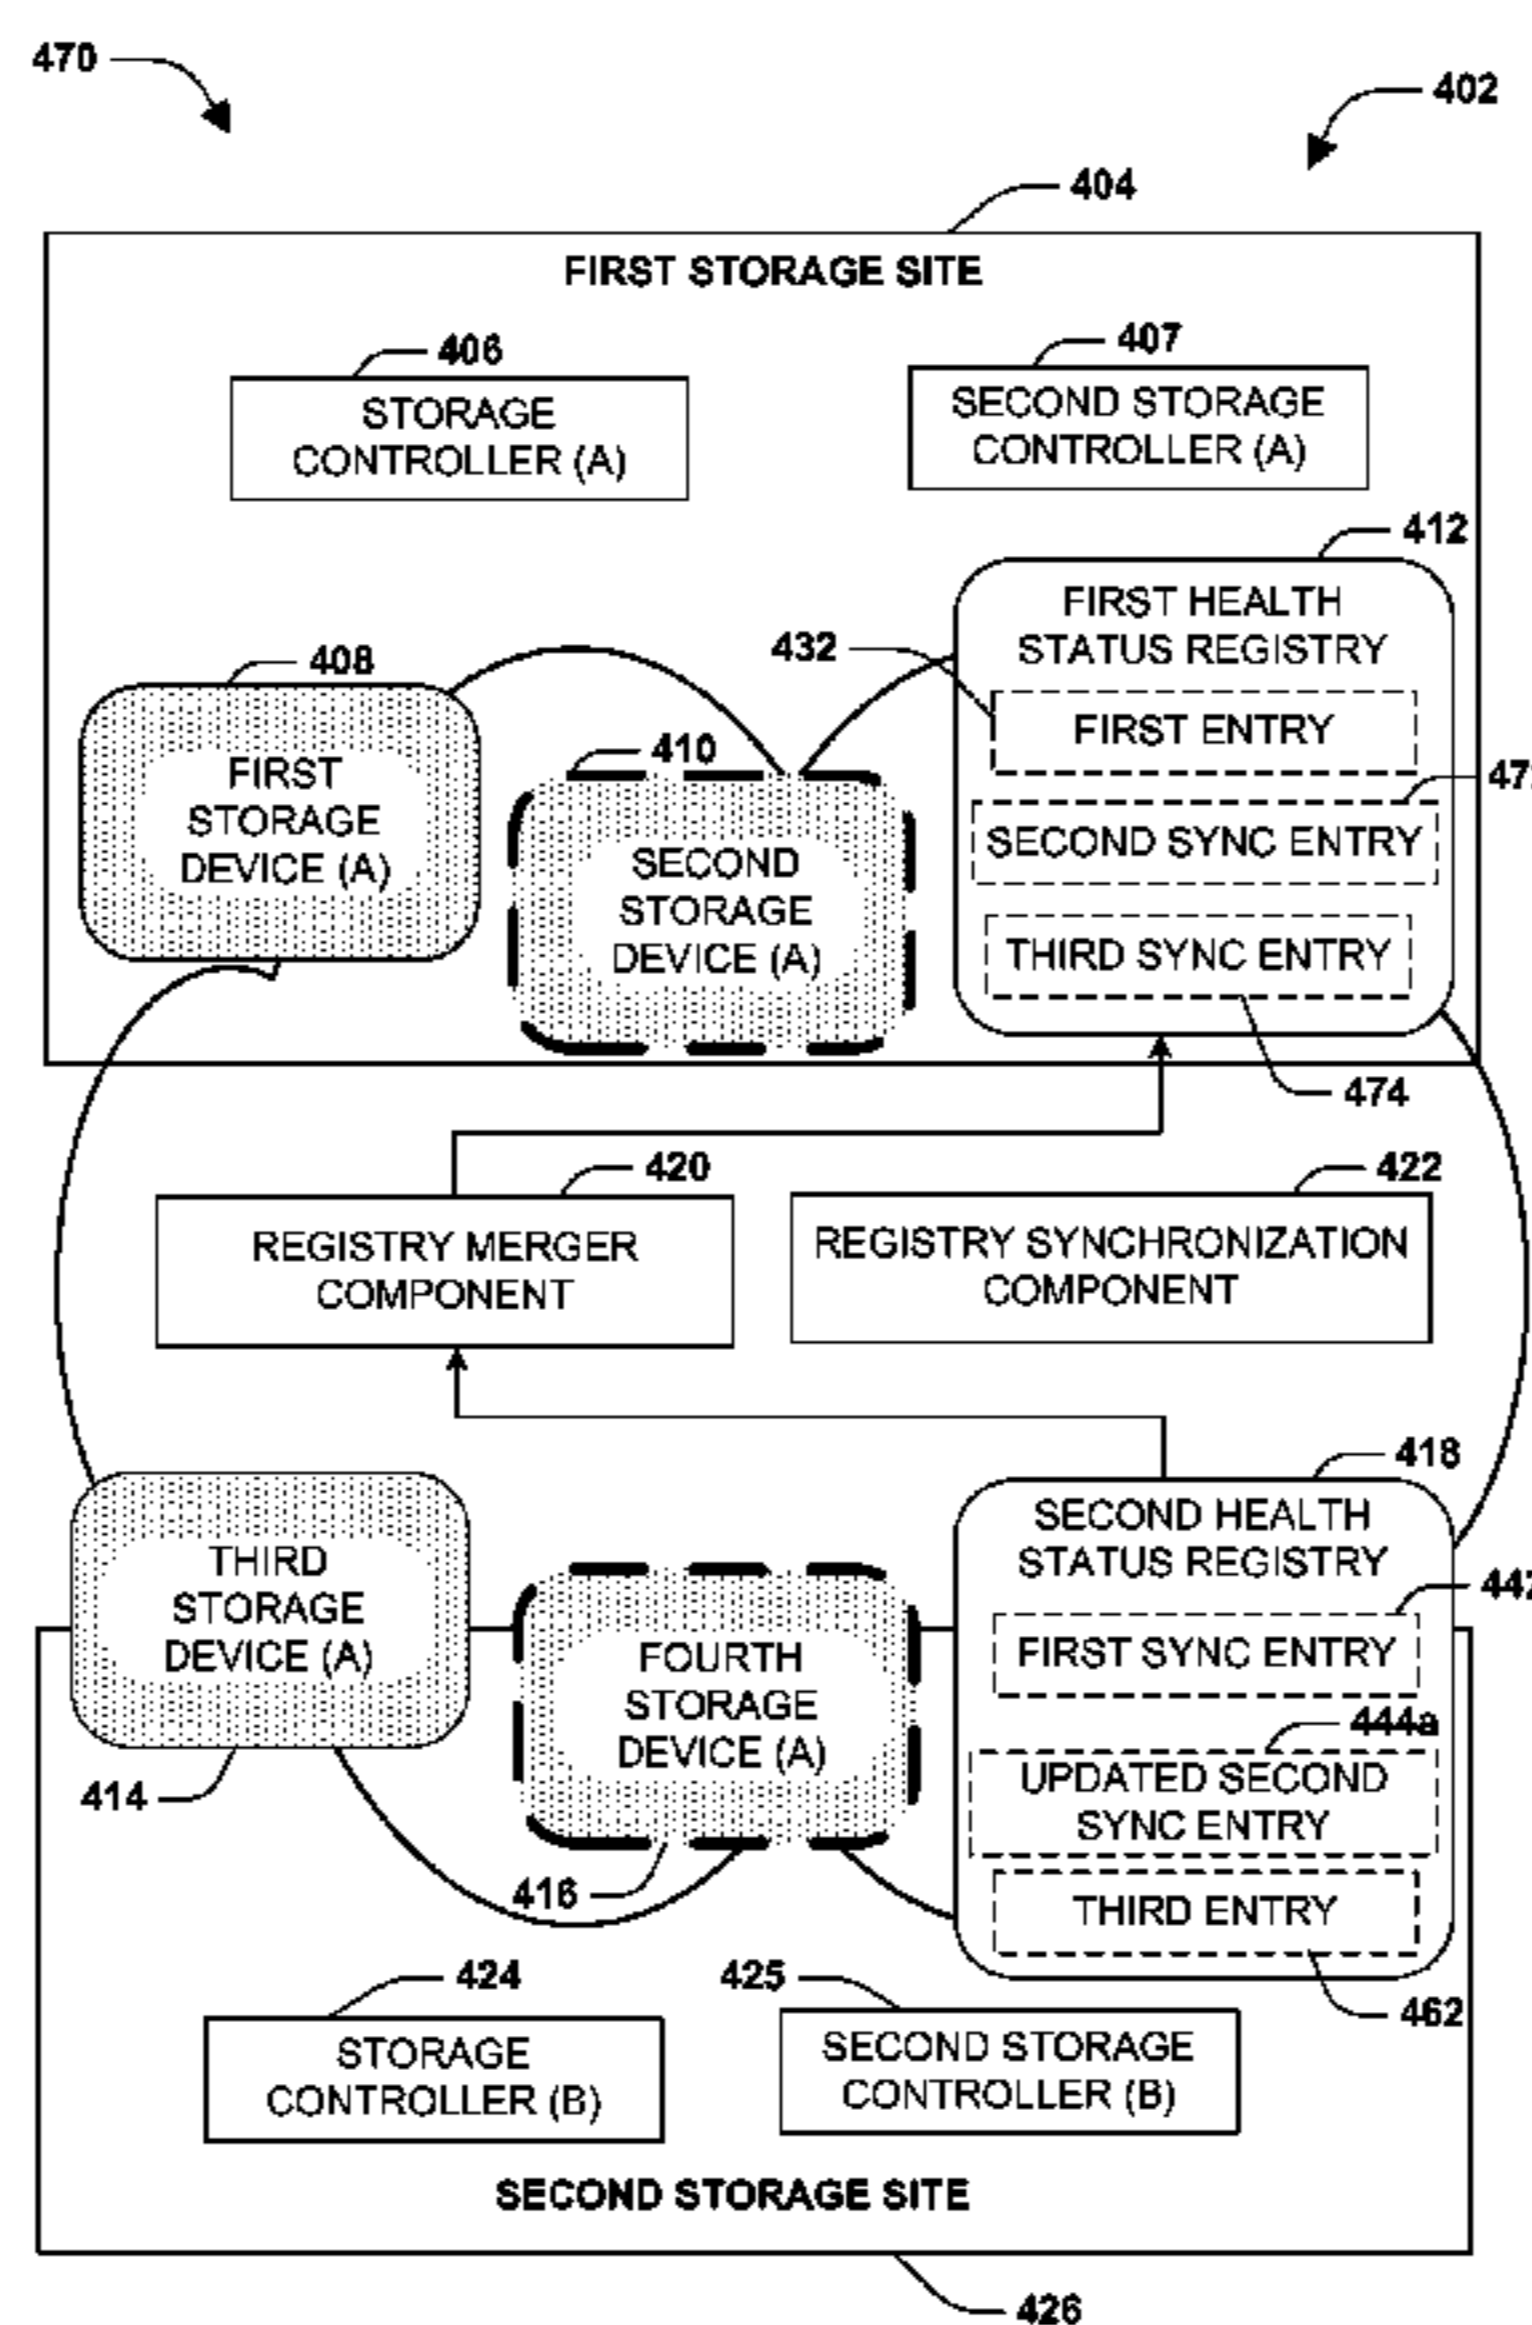 470
402
404
FIRST STORAGE SITE
406
407
STORAGE
CONTROLLER (A)
SECOND STORAGE
CONTROLLER (A)
412
FIRST HEALTH
STATUS REGISTRY
432
408
FIRST ENTRY
410
FIRST
STORAGE
DEVICE (A)
SECOND SYNC ENTRY
SECOND
STORAGE
DEVICE (A)
THIRD SYNC ENTRY
474
420
422
REGISTRY MERGER
COMPONENT
REGISTRY SYNCHRONIZATION
COMPONENT
418
SECOND HEALTH
STATUS REGISTRY
THIRD
STORAGE
DEVICE (A)
FIRST SYNC ENTRY
FOURTH
STORAGE
DEVICE (A)
444a
414
UPDATED SECOND
SYNC ENTRY
416
THIRD ENTRY
424
425
462
STORAGE
CONTROLLER (B)
SECOND STORAGE
CONTROLLER (B)
SECOND STORAGE SITE
426